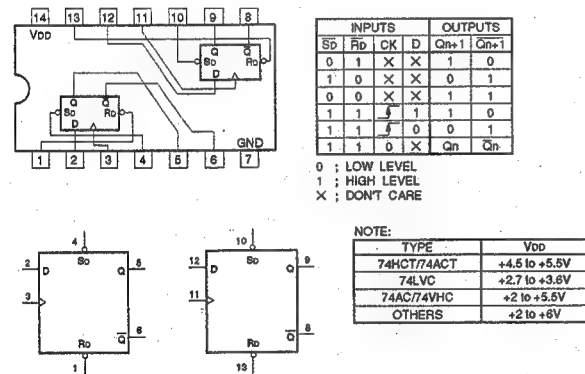 14 13 12 11 10 9 8
VDD
Q Q̅
SD RD
D
Q Q̅
SD RD
D
GND
1 2 3 4 5 6 7
INPUTS OUTPUTS
S̅D R̅D CK D Qn+1 Q̅n+1
0 1 X X 1 0
1 0 X X 0 1
0 0 X X 1 1
1 1 1 1 0
1 1 0 0 1
1 1 0 X Qn Q̅n
0 ; LOW LEVEL
1 ; HIGH LEVEL
X ; DON'T CARE
4
SD
2 D Q 5
3
Q̅ 6
RD
1
10
SD
12 D Q 9
11
Q̅ 8
RD
13
NOTE:
TYPE VDD
74HCT/74ACT +4.5 to +5.5V
74LVC +2.7 to +3.6V
74AC/74VHC +2 to +5.5V
OTHERS +2 to +6V